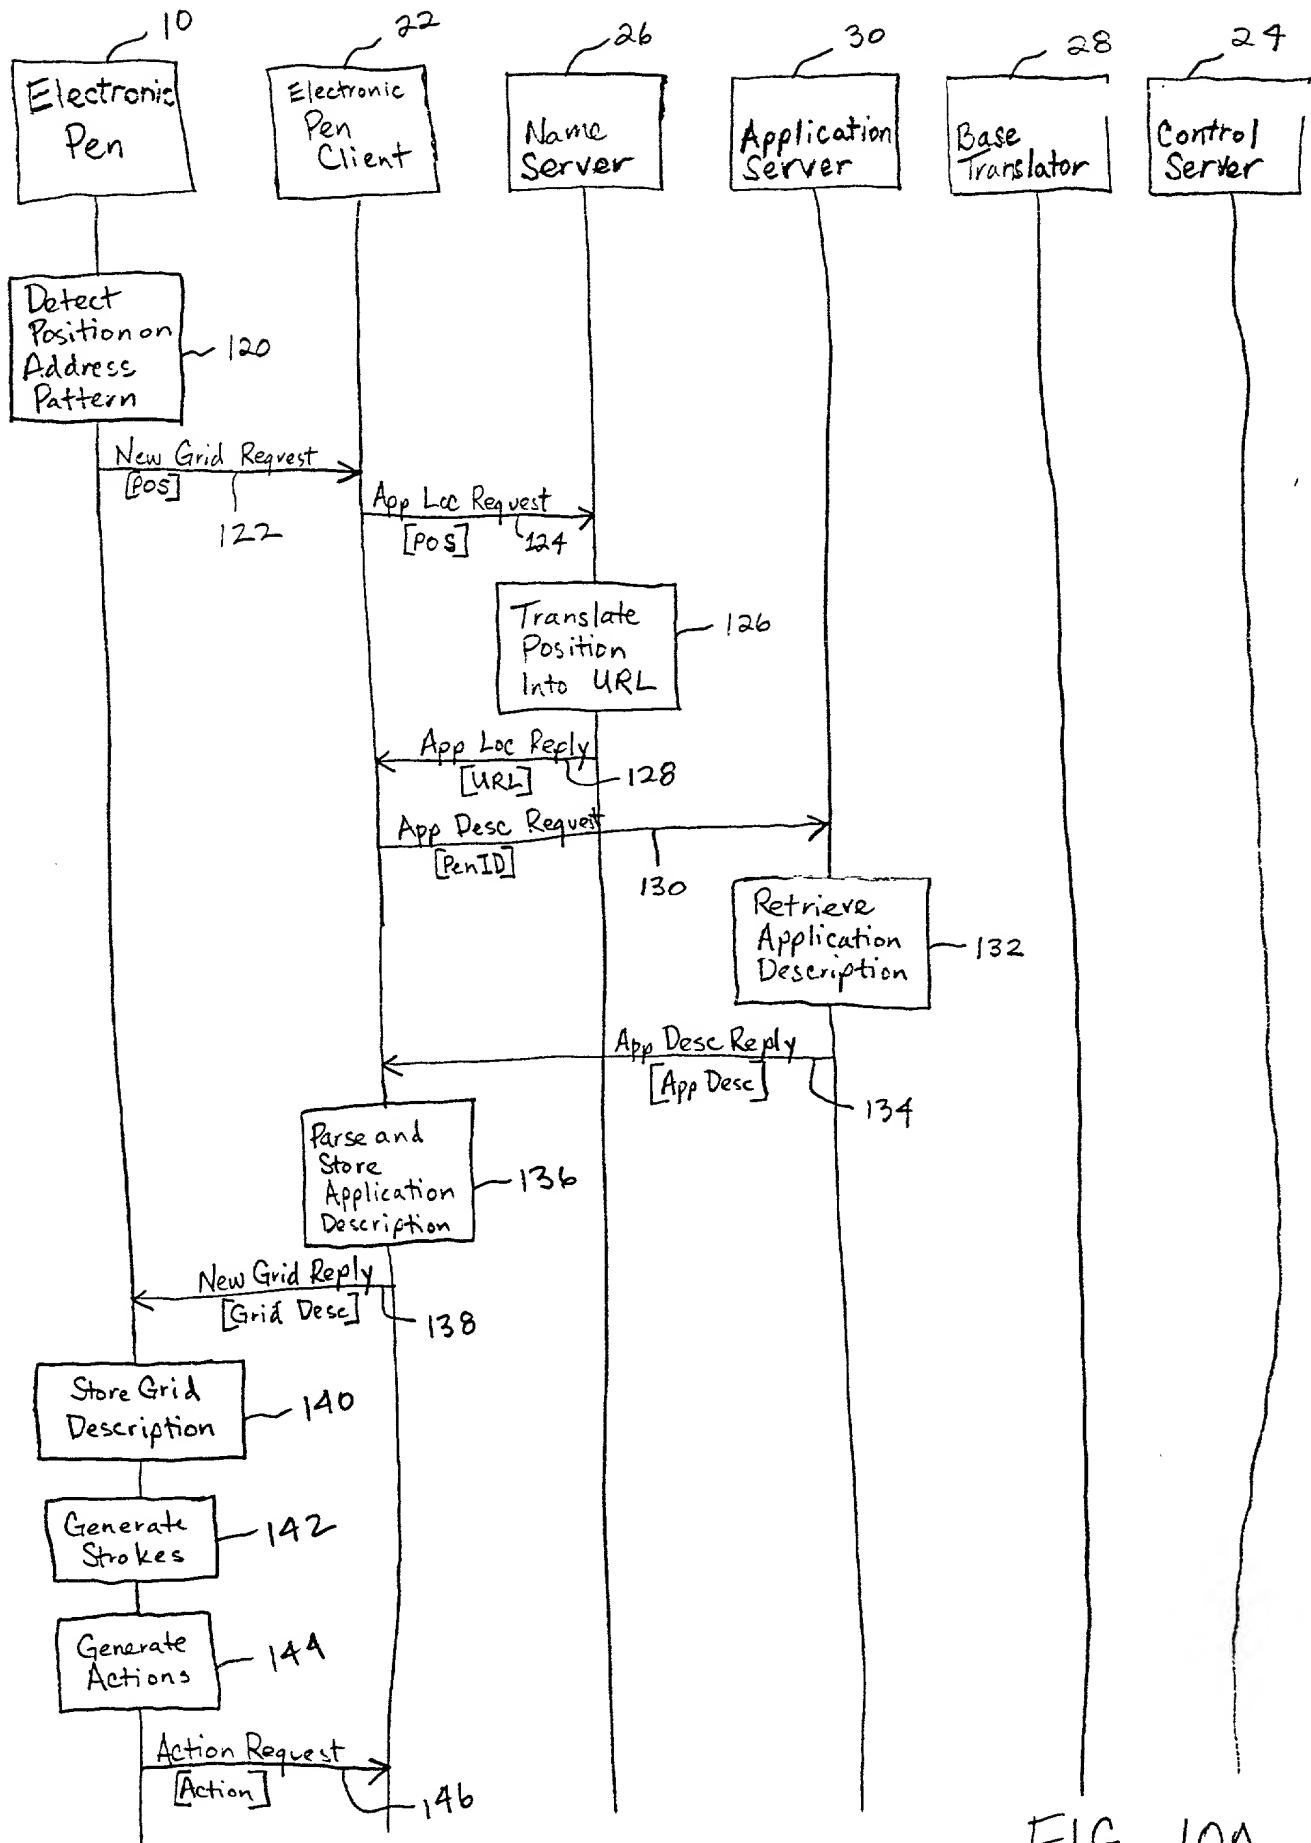 10
22
26
30
28
24
Electronic
Pen
Electronic
Pen
Client
Name
Server
Application
Server
Base
Translator
Control
Server
Detect
Position on
Address
Pattern
120
New Grid Request
[POS]
122
App Loc Request
[POS]
124
Translate
Position
Into URL
126
App Loc Reply
[URL]
128
App Desc Request
[PenID]
130
Retrieve
Application
Description
132
App Desc Reply
[App Desc]
134
Parse and
Store
Application
Description
136
New Grid Reply
[Grid Desc]
138
Store Grid
Description
140
Generate
Strokes
142
Generate
Actions
144
Action Request
[Action]
146
FIG. 10A